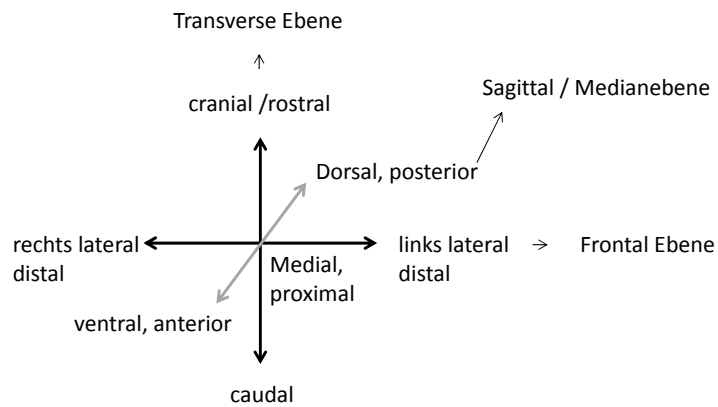 Transverse Ebene
cranial /rostral
Sagittal / Medianebene
Dorsal, posterior
rechts lateral
distal
links lateral
distal
Frontal Ebene
Medial,
proximal
ventral, anterior
caudal